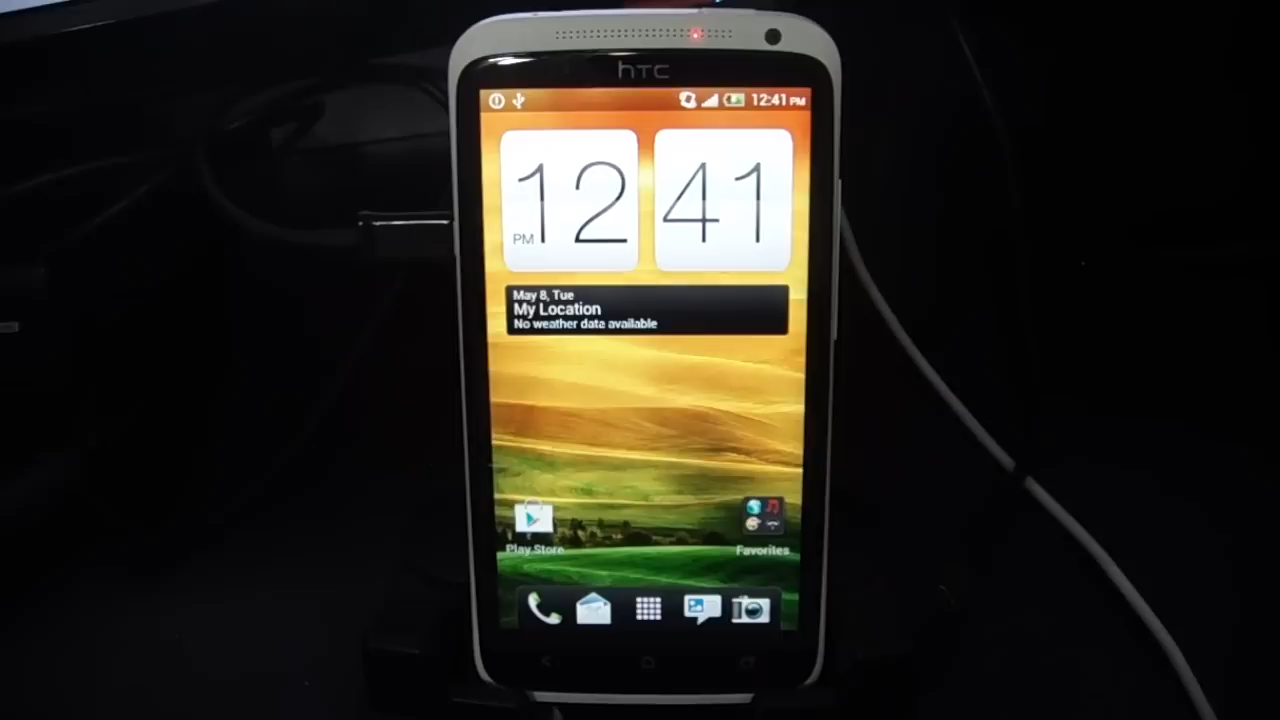 hTC
12:41 PM
PM 12 41
May 8, Tue
My Location
No weather data available
Play Store
Favorites